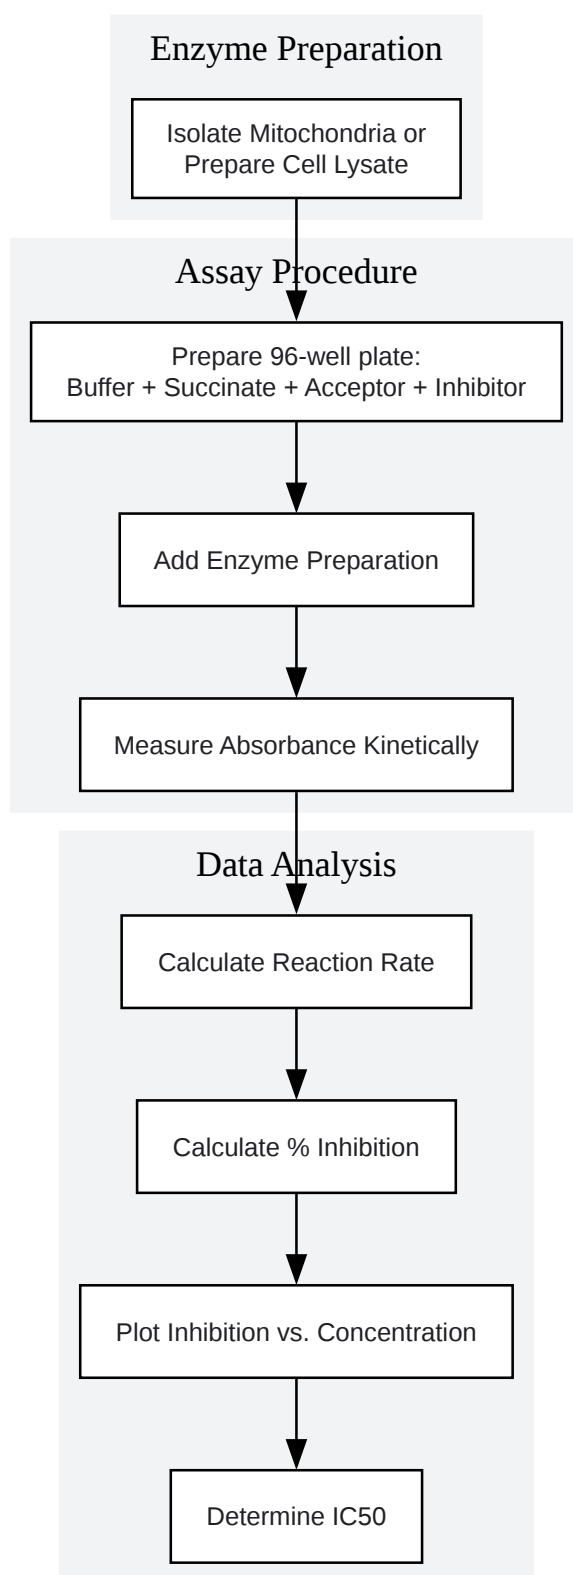 Enzyme Preparation
Isolate Mitochondria or
Prepare Cell Lysate
Assay Procedure
Prepare 96-well plate:
Buffer + Succinate + Acceptor + Inhibitor
Add Enzyme Preparation
Measure Absorbance Kinetically
Data Analysis
Calculate Reaction Rate
Calculate % Inhibition
Plot Inhibition vs. Concentration
Determine IC50